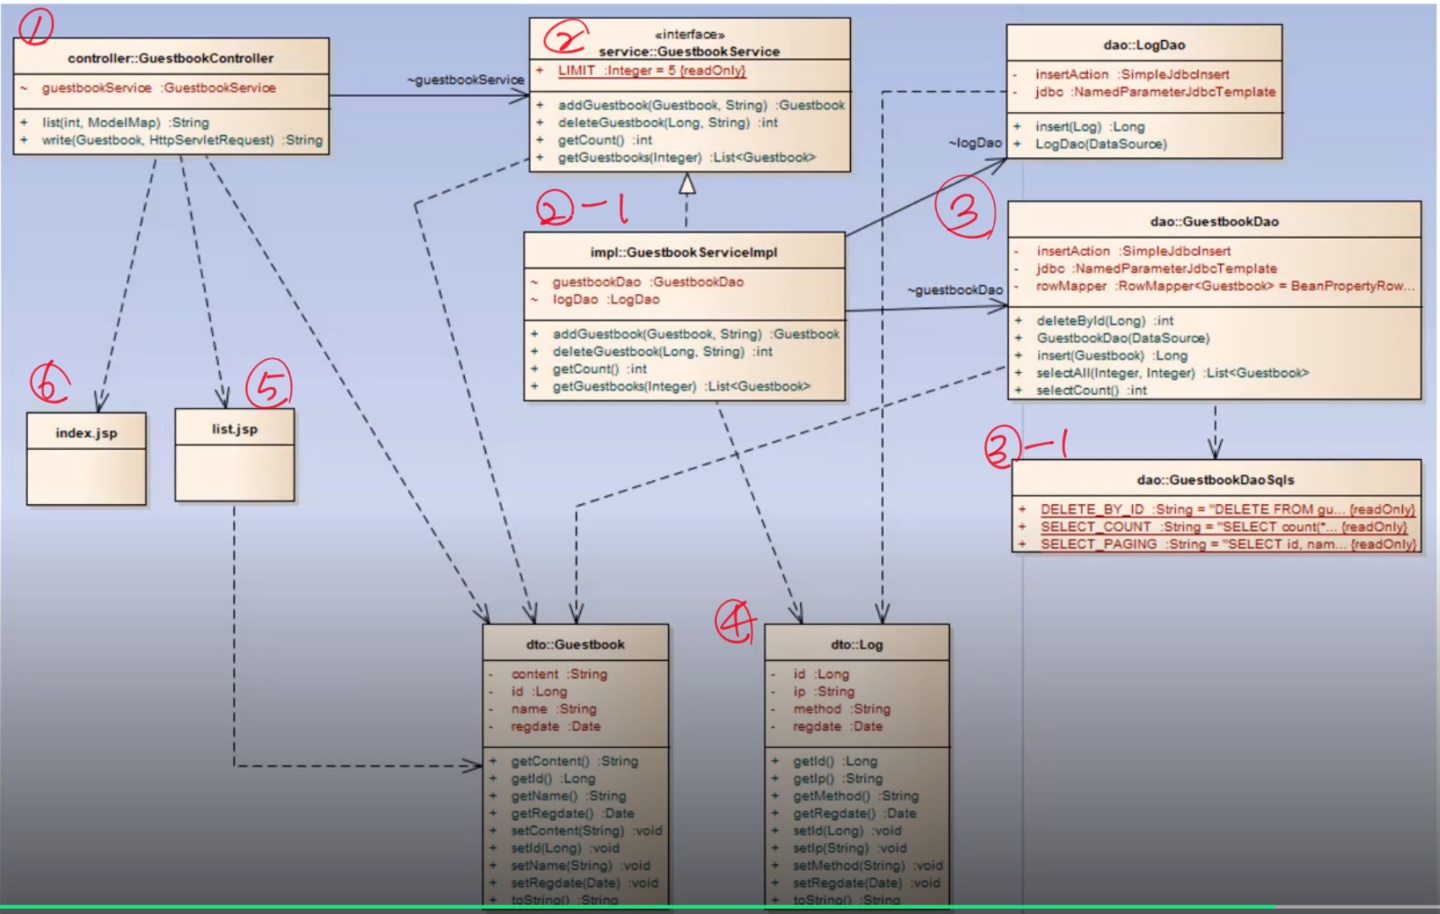 ①
controller::GuestbookController
~ guestbookService :GuestbookService
+ list(int, ModelMap) :String
+ write(Guestbook, HttpServletRequest) :String
~guestbookService
②
«interface»
service::GuestbookService
+ LIMIT :Integer = 5 {readOnly}
+ addGuestbook(Guestbook, String) :Guestbook
+ deleteGuestbook(Long, String) :int
+ getCount() :int
+ getGuestbooks(Integer) :List<Guestbook>
dao::LogDao
- insertAction :SimpleJdbcInsert
- jdbc :NamedParameterJdbcTemplate
+ insert(Log) :Long
+ LogDao(DataSource)
~logDao
②-1
impl::GuestbookServiceImpl
~ guestbookDao :GuestbookDao
~ logDao :LogDao
+ addGuestbook(Guestbook, String) :Guestbook
+ deleteGuestbook(Long, String) :int
+ getCount() :int
+ getGuestbooks(Integer) :List<Guestbook>
~guestbookDao
③
dao::GuestbookDao
- insertAction :SimpleJdbcInsert
- jdbc :NamedParameterJdbcTemplate
- rowMapper :RowMapper<Guestbook> = BeanPropertyRow...
+ deleteById(Long) :int
+ GuestbookDao(DataSource)
+ insert(Guestbook) :Long
+ selectAll(Integer, Integer) :List<Guestbook>
+ selectCount() :int
⑥
index.jsp
⑤
list.jsp
③-1
dao::GuestbookDaoSqls
+ DELETE_BY_ID :String = "DELETE FROM gu... {readOnly}
+ SELECT_COUNT :String = "SELECT count(*... {readOnly}
+ SELECT_PAGING :String = "SELECT id, nam... {readOnly}
dto::Guestbook
- content :String
- id :Long
- name :String
- regdate :Date
+ getContent() :String
+ getId() :Long
+ getName() :String
+ getRegdate() :Date
+ setContent(String) :void
+ setId(Long) :void
+ setName(String) :void
+ setRegdate(Date) :void
+ toString() :String
④
dto::Log
- id :Long
- ip :String
- method :String
- regdate :Date
+ getId() :Long
+ getIp() :String
+ getMethod() :String
+ getRegdate() :Date
+ setId(Long) :void
+ setIp(String) :void
+ setMethod(String) :void
+ setRegdate(Date) :void
+ toString() :String